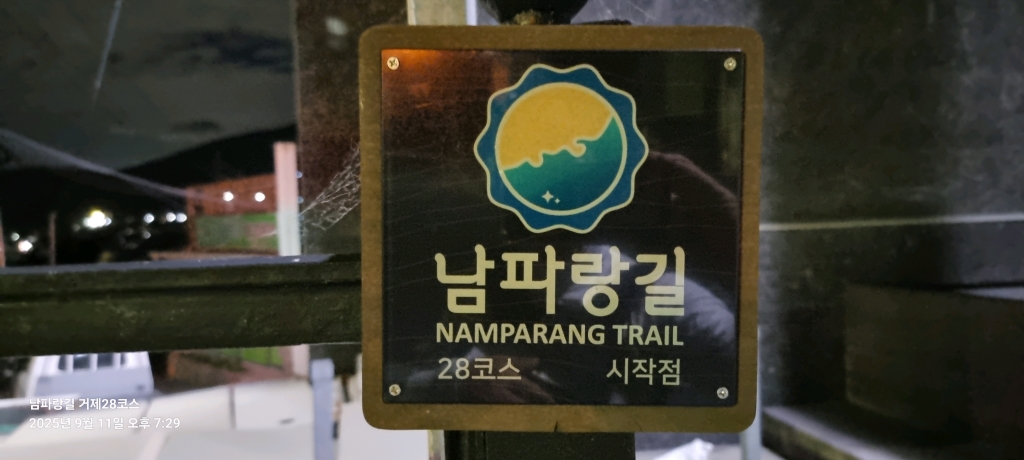 남파랑길
NAMPARANG TRAIL
28코스 시작점
남파랑길 거제28코스
2025년 9월 11일 오후 7:29